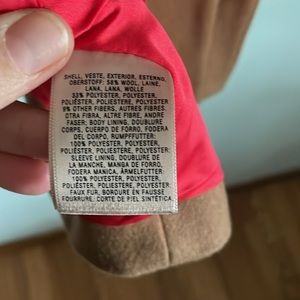 SHELL, VESTE, EXTERIOR, ESTERNO,
OBERSTOFF: 58% WOOL, LAINE,
LANA, LANA, WOLLE
33% POLYESTER, POLYESTER,
POLIÉSTER, POLIESTERE, POLYESTER
9% OTHER FIBERS, AUTRES FIBRES,
OTRA FIBRA, ALTRE FIBRE, ANDRE
FASER; BODY LINING, DOUBLURE
CORPS, CUERPO DE FORRO, FODERA
DEL CORPO, RUMPFFUTTER:
100% POLYESTER, POLYESTER,
POLIÉSTER, POLIESTERE, POLYESTER;
SLEEVE LINING, DOUBLURE DE
LA MANCHE, MANGA DE FORRO,
FODERA MANICA, ÄRMELFUTTER:
100% POLYESTER, POLYESTER,
POLIÉSTER, POLIESTERE, POLYESTER;
FAUX FUR, BORDURE EN FAUSSE
FOURRURE, CORTE DE PIEL SINTÉTICA,